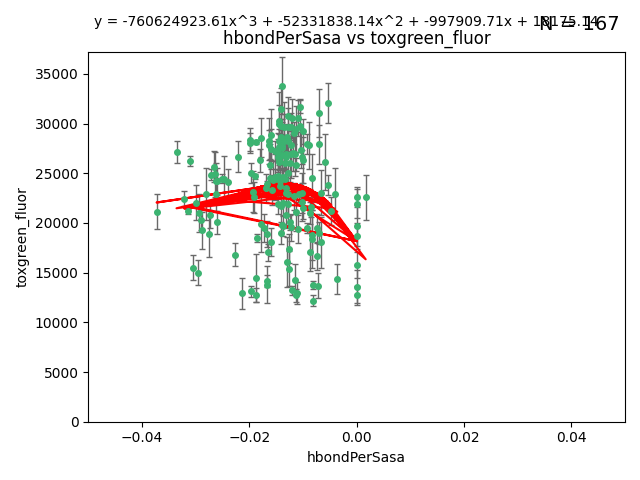 y = -760624923.61x^3 + -52331838.14x^2 + -997909.71x + 18175.14
N = 167
hbondPerSasa vs toxgreen_fluor
35000
30000
25000
20000
15000
10000
5000
0
toxgreen_fluor
−0.04
−0.02
0.00
0.02
0.04
hbondPerSasa